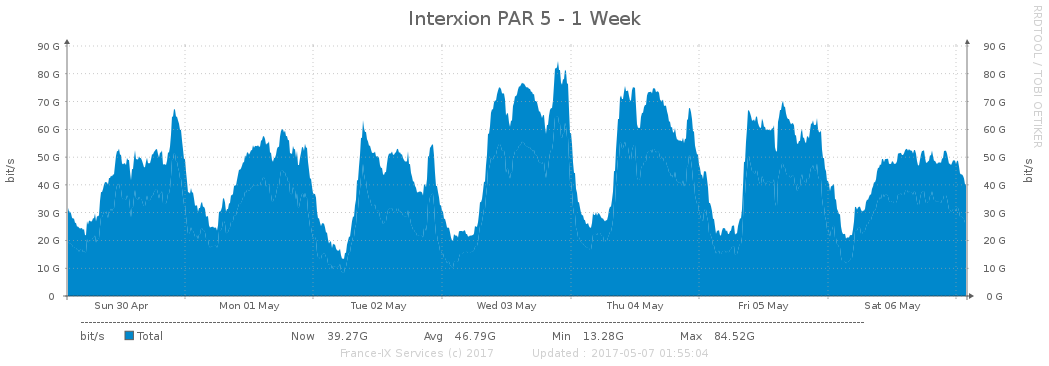 Interxion PAR 5 - 1 Week
RRDTOOL / TOBI OETIKER
90 G 90 G
80 G 80 G
70 G 70 G
60 G 60 G
50 G 50 G
40 G 40 G
30 G 30 G
20 G 20 G
10 G 10 G
0 0 G
bit/s
bit/s
Sun 30 Apr Mon 01 May Tue 02 May Wed 03 May Thu 04 May Fri 05 May Sat 06 May
bit/s Total Now 39.27G Avg 46.79G Min 13.28G Max 84.52G
France-IX Services (c) 2017 Updated : 2017-05-07 01:55:04